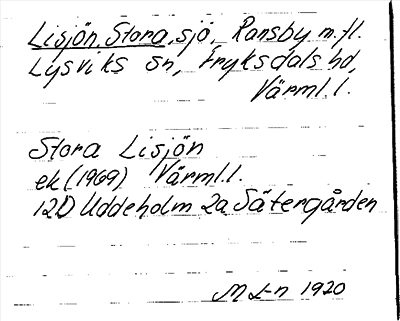 Lisjön, Stora, sjö, Ransby m.fl.
Lysviks sn, Fryksdals hd,
Värml. l.
Stora Lisjön
ek (1969) Värml. l.
12D Uddeholm 2a Sätergården
M L-n 1920